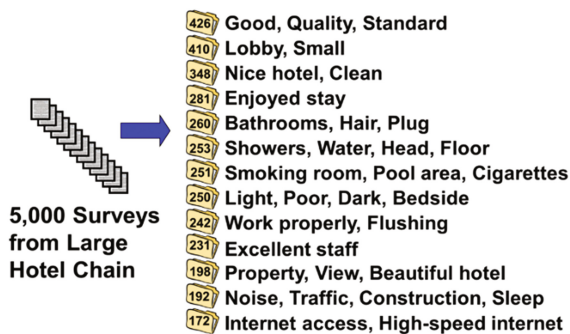 426 Good, Quality, Standard
410 Lobby, Small
348 Nice hotel, Clean
281 Enjoyed stay
260 Bathrooms, Hair, Plug
253 Showers, Water, Head, Floor
251 Smoking room, Pool area, Cigarettes
250 Light, Poor, Dark, Bedside
242 Work properly, Flushing
231 Excellent staff
198 Property, View, Beautiful hotel
192 Noise, Traffic, Construction, Sleep
172 Internet access, High-speed internet
5,000 Surveys
from Large
Hotel Chain